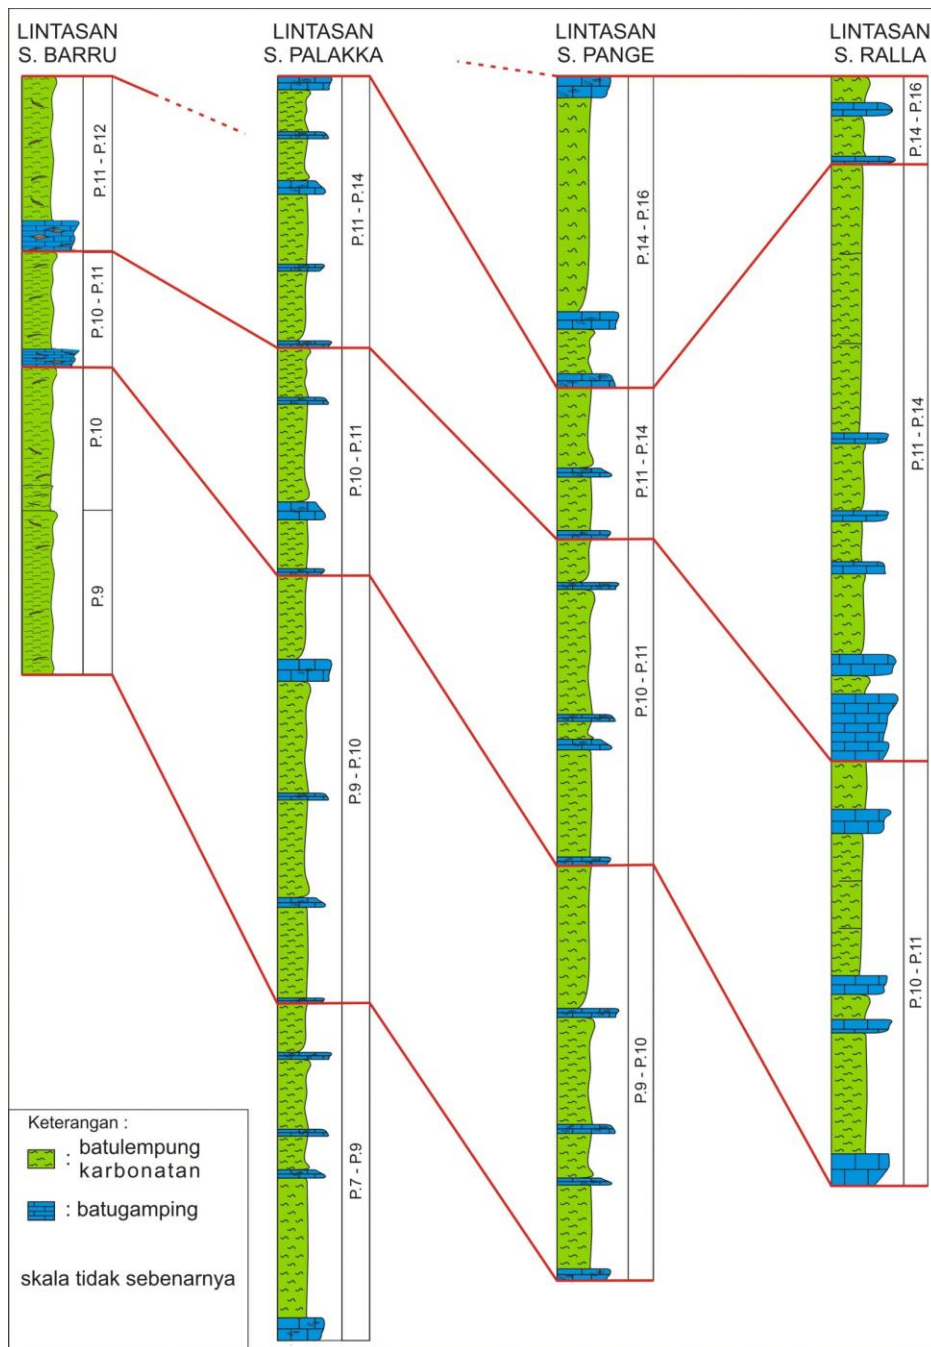 LINTASAN
S. BARRU
LINTASAN
S. PALAKKA
LINTASAN
S. PANGE
LINTASAN
S. RALLA
P.11 - P.12
P.10 - P.11
P.10
P.9
P.11 - P.14
P.10 - P.11
P.9 - P.10
P.7 - P.9
P.14 - P.16
P.11 - P.14
P.10 - P.11
P.9 - P.10
P.14 - P.16
P.11 - P.14
P.10 - P.11
Keterangan :
: batulempung
karbonatan
: batugamping
skala tidak sebenarnya